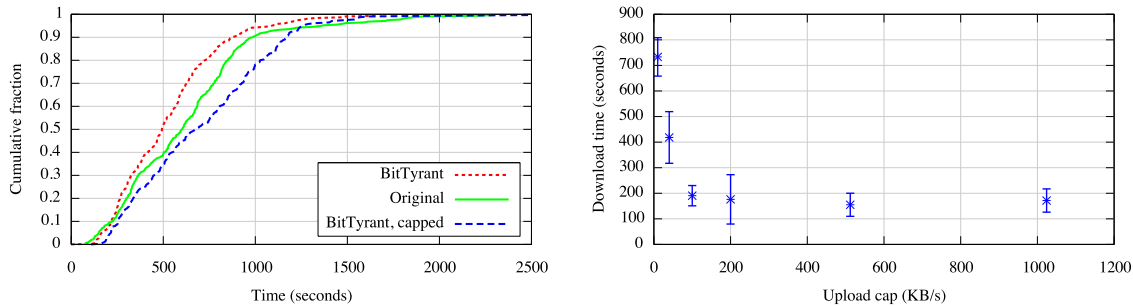 1
0.9
0.8
0.7
0.6
0.5
0.4
0.3
0.2
0.1
0
Cumulative fraction
BitTyrant
Original
BitTyrant, capped
0 500 1000 1500 2000 2500
Time (seconds)
900
800
700
600
500
400
300
200
100
0
Download time (seconds)
0 200 400 600 800 1000 1200
Upload cap (KB/s)